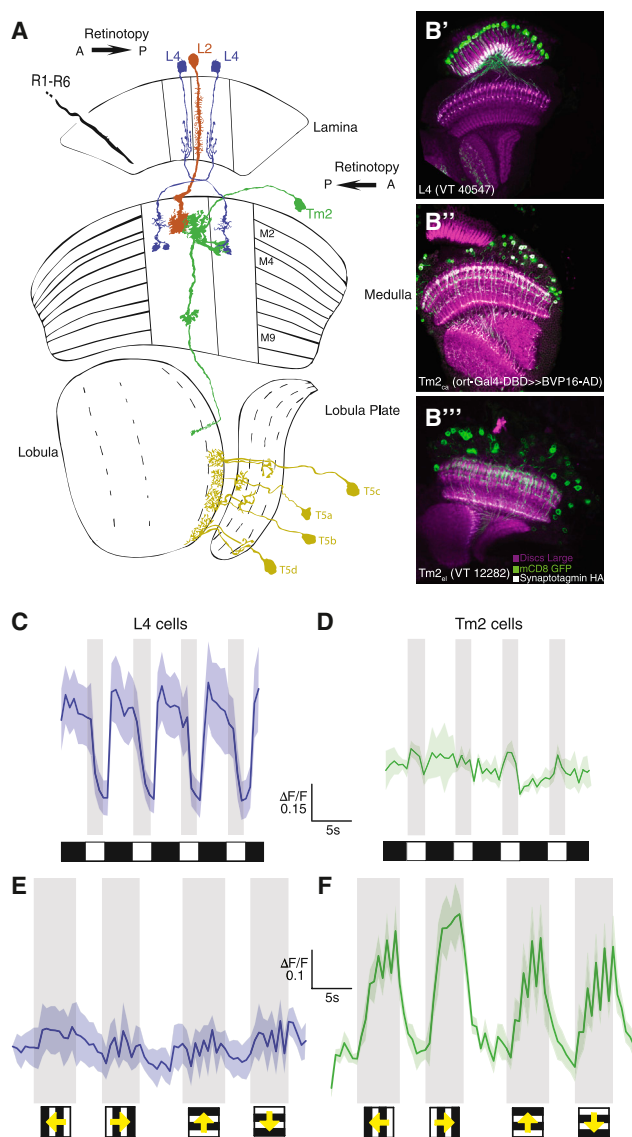 A
Retinotopy
A P
L4 L2 L4
R1-R6
Lamina
Retinotopy
P A
Tm2
M2
M4
M9
Medulla
Lobula
Lobula Plate
T5c
T5a
T5b
T5d
B'
L4 (VT 40547)
B''
Tm2ca (ort-Gal4-DBD>>BVP16-AD)
B'''
Discs Large
mCD8 GFP
Synaptotagmin HA
Tm2el (VT 12282)
C
L4 cells
D
Tm2 cells
ΔF/F
0.15
5s
E
F
ΔF/F
0.1
5s